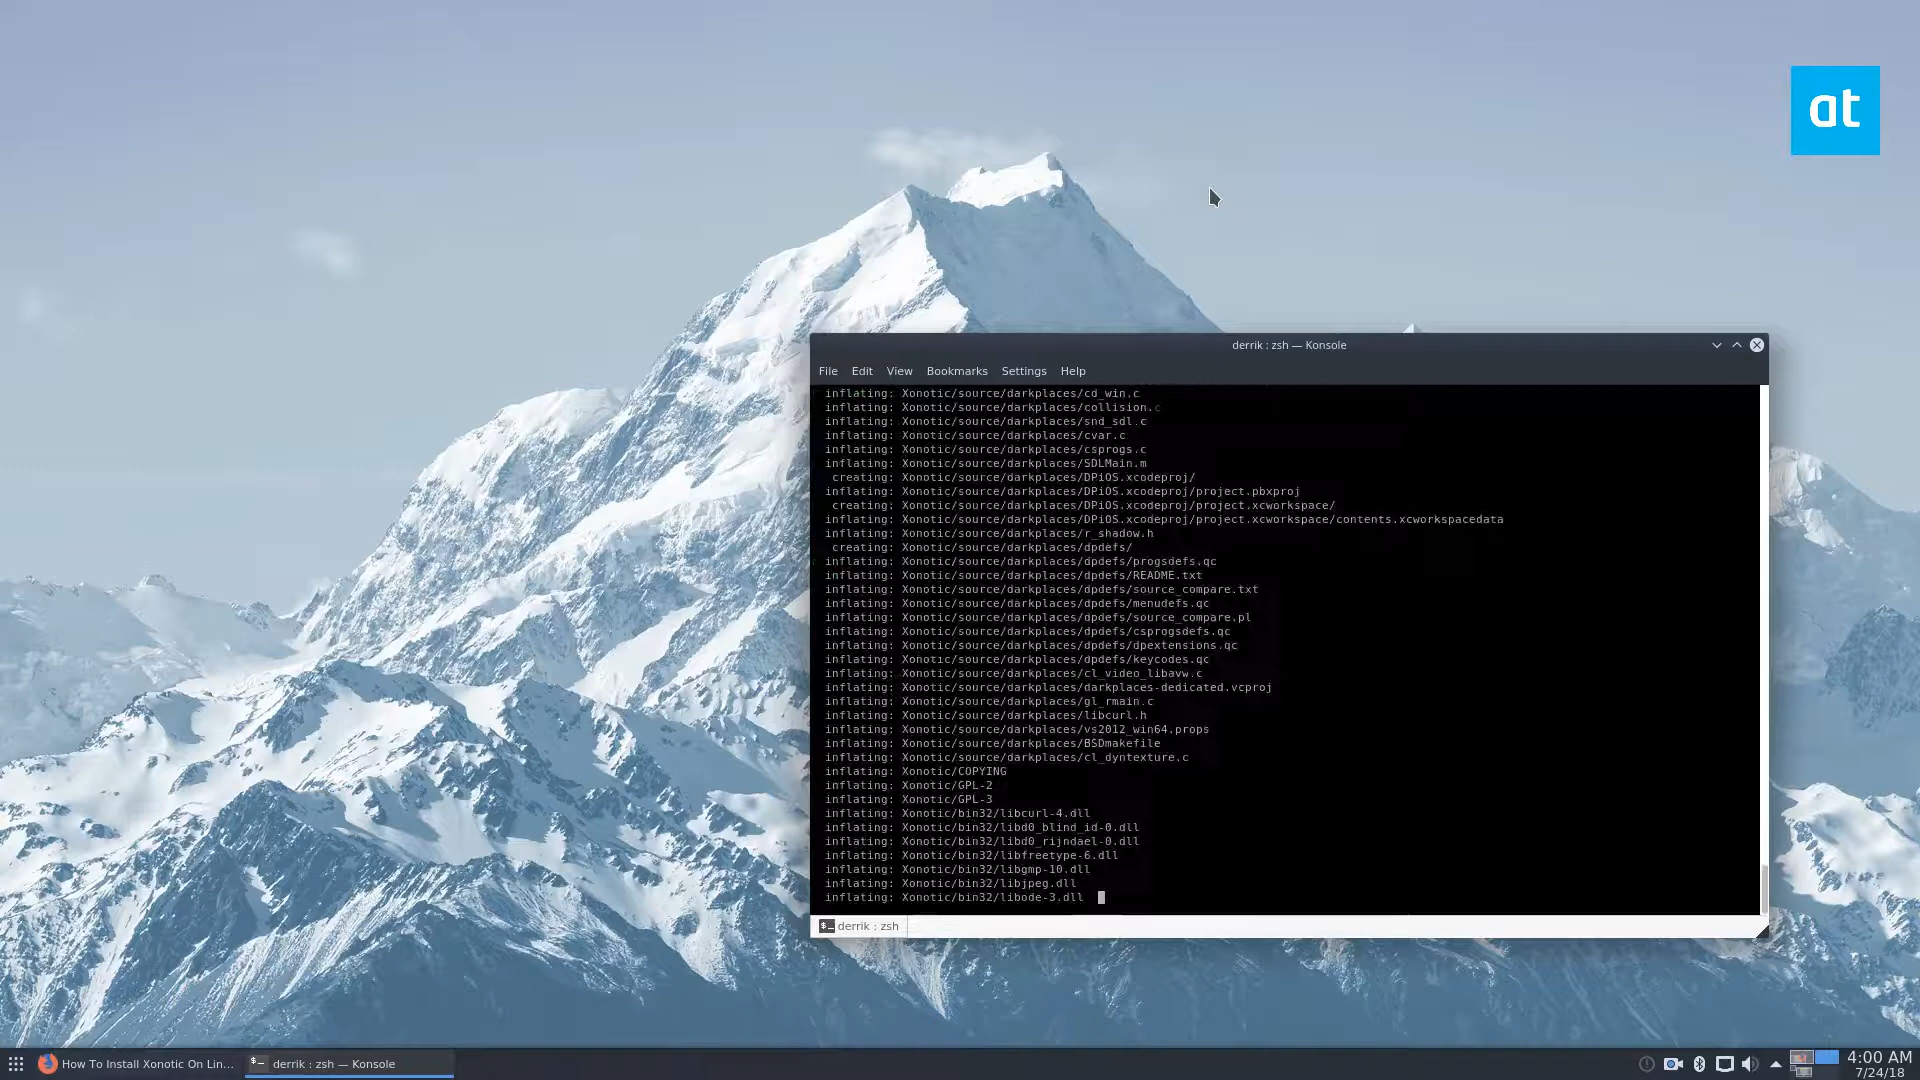 at
derrik : zsh — Konsole
File Edit View Bookmarks Settings Help
inflating: Xonotic/source/darkplaces/cd_win.c
inflating: Xonotic/source/darkplaces/collision.c
inflating: Xonotic/source/darkplaces/snd_sdl.c
inflating: Xonotic/source/darkplaces/cvar.c
inflating: Xonotic/source/darkplaces/csprogs.c
inflating: Xonotic/source/darkplaces/SDLMain.m
creating: Xonotic/source/darkplaces/DPiOS.xcodeproj/
inflating: Xonotic/source/darkplaces/DPiOS.xcodeproj/project.pbxproj
creating: Xonotic/source/darkplaces/DPiOS.xcodeproj/project.xcworkspace/
inflating: Xonotic/source/darkplaces/DPiOS.xcodeproj/project.xcworkspace/contents.xcworkspacedata
inflating: Xonotic/source/darkplaces/r_shadow.h
creating: Xonotic/source/darkplaces/dpdefs/
inflating: Xonotic/source/darkplaces/dpdefs/progsdefs.qc
inflating: Xonotic/source/darkplaces/dpdefs/README.txt
inflating: Xonotic/source/darkplaces/dpdefs/source_compare.txt
inflating: Xonotic/source/darkplaces/dpdefs/menudefs.qc
inflating: Xonotic/source/darkplaces/dpdefs/source_compare.pl
inflating: Xonotic/source/darkplaces/dpdefs/csprogsdefs.qc
inflating: Xonotic/source/darkplaces/dpdefs/dpextensions.qc
inflating: Xonotic/source/darkplaces/dpdefs/keycodes.qc
inflating: Xonotic/source/darkplaces/cl_video_libavw.c
inflating: Xonotic/source/darkplaces/darkplaces-dedicated.vcproj
inflating: Xonotic/source/darkplaces/gl_rmain.c
inflating: Xonotic/source/darkplaces/libcurl.h
inflating: Xonotic/source/darkplaces/vs2012_win64.props
inflating: Xonotic/source/darkplaces/BSDmakefile
inflating: Xonotic/source/darkplaces/cl_dyntexture.c
inflating: Xonotic/COPYING
inflating: Xonotic/GPL-2
inflating: Xonotic/GPL-3
inflating: Xonotic/bin32/libcurl-4.dll
inflating: Xonotic/bin32/libd0_blind_id-0.dll
inflating: Xonotic/bin32/libd0_rijndael-0.dll
inflating: Xonotic/bin32/libfreetype-6.dll
inflating: Xonotic/bin32/libgmp-10.dll
inflating: Xonotic/bin32/libjpeg.dll
inflating: Xonotic/bin32/libode-3.dll
derrik : zsh
How To Install Xonotic On Lin...
derrik : zsh — Konsole
4:00 AM
7/24/18